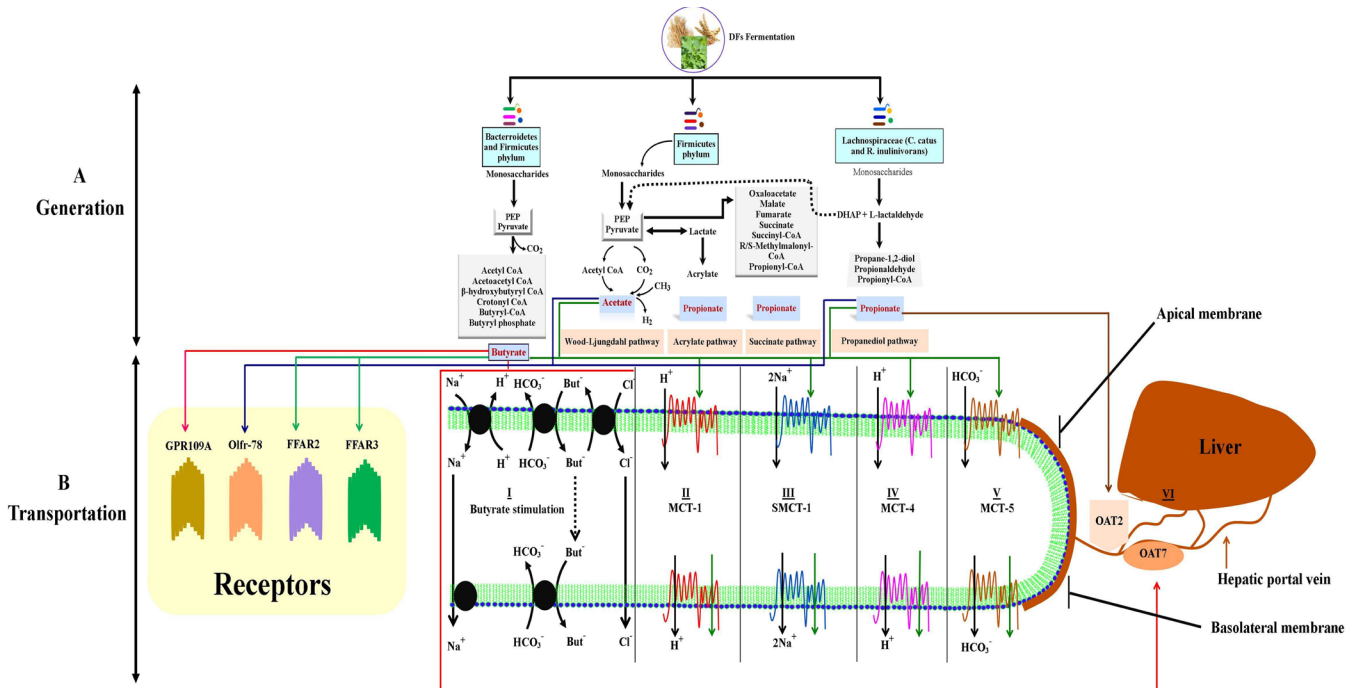 DFs Fermentation
A
Generation
Bacterroidetes
and Firmicutes
phylum
Monosaccharides
PEP
Pyruvate
CO2
Acetyl CoA
Acetoacetyl CoA
β-hydroxybutyryl CoA
Crotonyl CoA
Butyryl-CoA
Butyryl phosphate
Butyrate
Firmicutes
phylum
Monosaccharides
PEP
Pyruvate
Lactate
Acrylate
Acetyl CoA
CO2
CH3
Acetate
H2
Oxaloacetate
Malate
Fumarate
Succinate
Succinyl-CoA
R/S-Methylmalonyl-
CoA
Propionyl-CoA
Lachnospiraceae (C. catus
and R. inulinivorans)
Monosaccharides
DHAP + L-lactaldehyde
Propane-1,2-diol
Propionaldehyde
Propionyl-CoA
Propionate
Propionate
Propionate
Wood-Ljungdahl pathway
Acrylate pathway
Succinate pathway
Propanediol pathway
B
Transportation
GPR109A
Olfr-78
FFAR2
FFAR3
Receptors
Na+
H+
HCO3-
But-
Cl-
H+
2Na+
H+
HCO3-
Na+
H+
HCO3-
But-
Cl-
I
Butyrate stimulation
II
MCT-1
III
SMCT-1
IV
MCT-4
V
MCT-5
HCO3-
But-
Na+
HCO3-
But-
Cl-
H+
2Na+
H+
HCO3-
Apical membrane
Liver
VI
OAT2
OAT7
Hepatic portal vein
Basolateral membrane